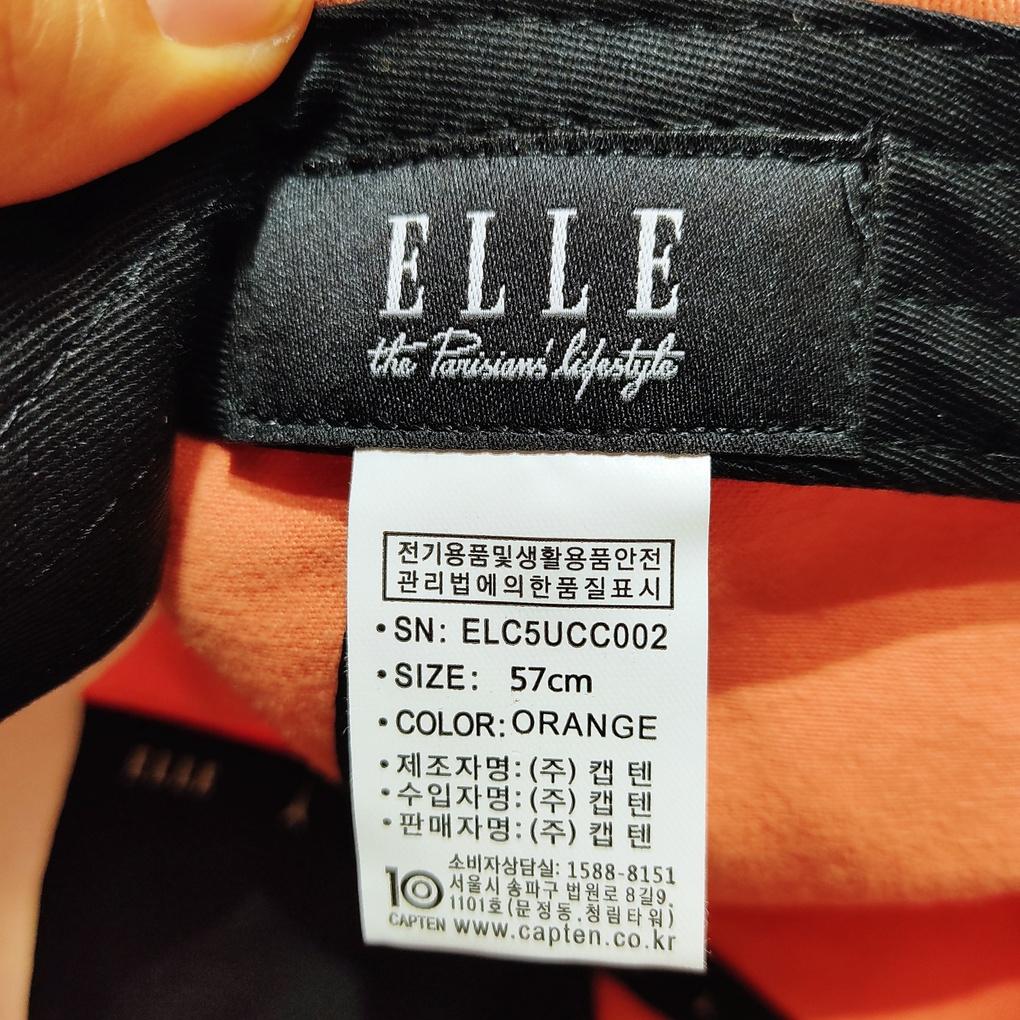 ELLE
the Parisians' lifestyle
전기용품및생활용품안전
관리법에의한품질표시
•SN: ELC5UCC002
•SIZE: 57cm
•COLOR: ORANGE
•제조자명: (주) 캡 텐
•수입자명: (주) 캡 텐
•판매자명: (주) 캡 텐
소비자상담실: 1588-8151
서울시 송파구 법원로 8길9,
1101호 (문정동,청림타워)
10
CAPTEN www.capten.co.kr